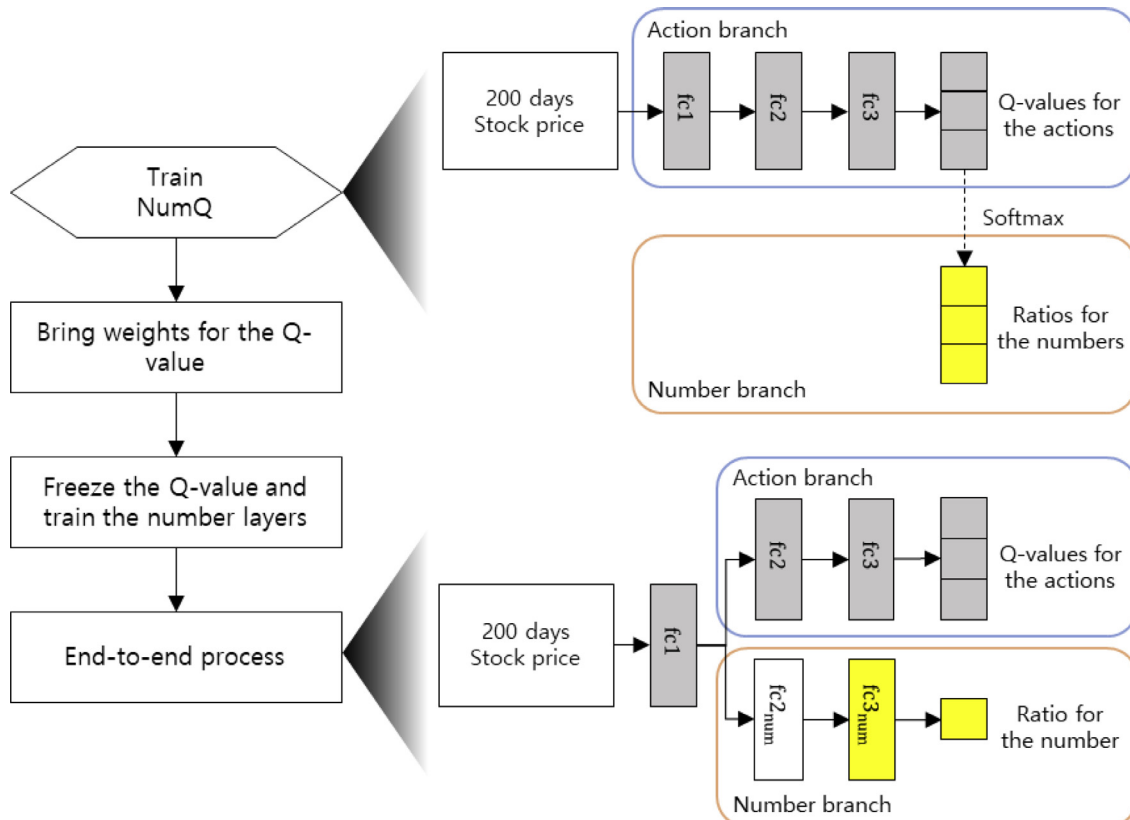 Train
NumQ
Bring weights for the Q-
value
Freeze the Q-value and
train the number layers
End-to-end process
200 days
Stock price
Action branch
fc1
fc2
fc3
Q-values for
the actions
Softmax
Ratios for
the numbers
Number branch
200 days
Stock price
fc1
Action branch
fc2
fc3
Q-values for
the actions
fc2num
fc3num
Ratio for
the number
Number branch